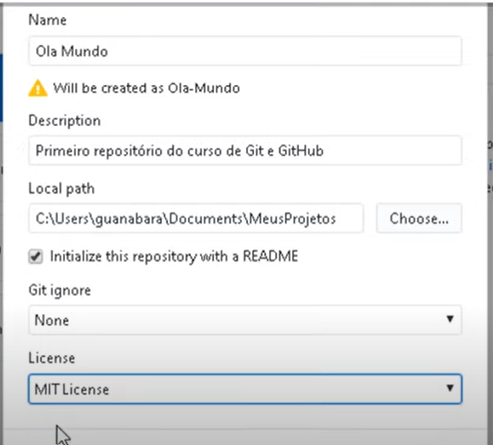 Name
Ola Mundo
Will be created as Ola-Mundo
Description
Primeiro repositório do curso de Git e GitHub
Local path
C:\Users\guanabara\Documents\MeusProjetos
Choose...
Initialize this repository with a README
Git ignore
None
License
MIT License